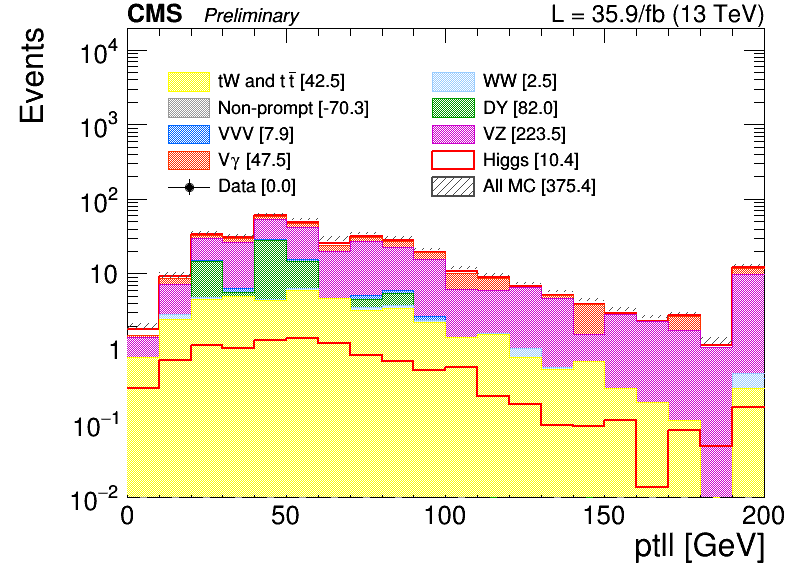 CMS Preliminary L = 35.9/fb (13 TeV)
Events
10⁴
10³
10²
10
1
10⁻¹
10⁻²
tW and tt̅ [42.5]
Non-prompt [-70.3]
VVV [7.9]
Vγ [47.5]
Data [0.0]
WW [2.5]
DY [82.0]
VZ [223.5]
Higgs [10.4]
All MC [375.4]
0 50 100 150 200
ptll [GeV]